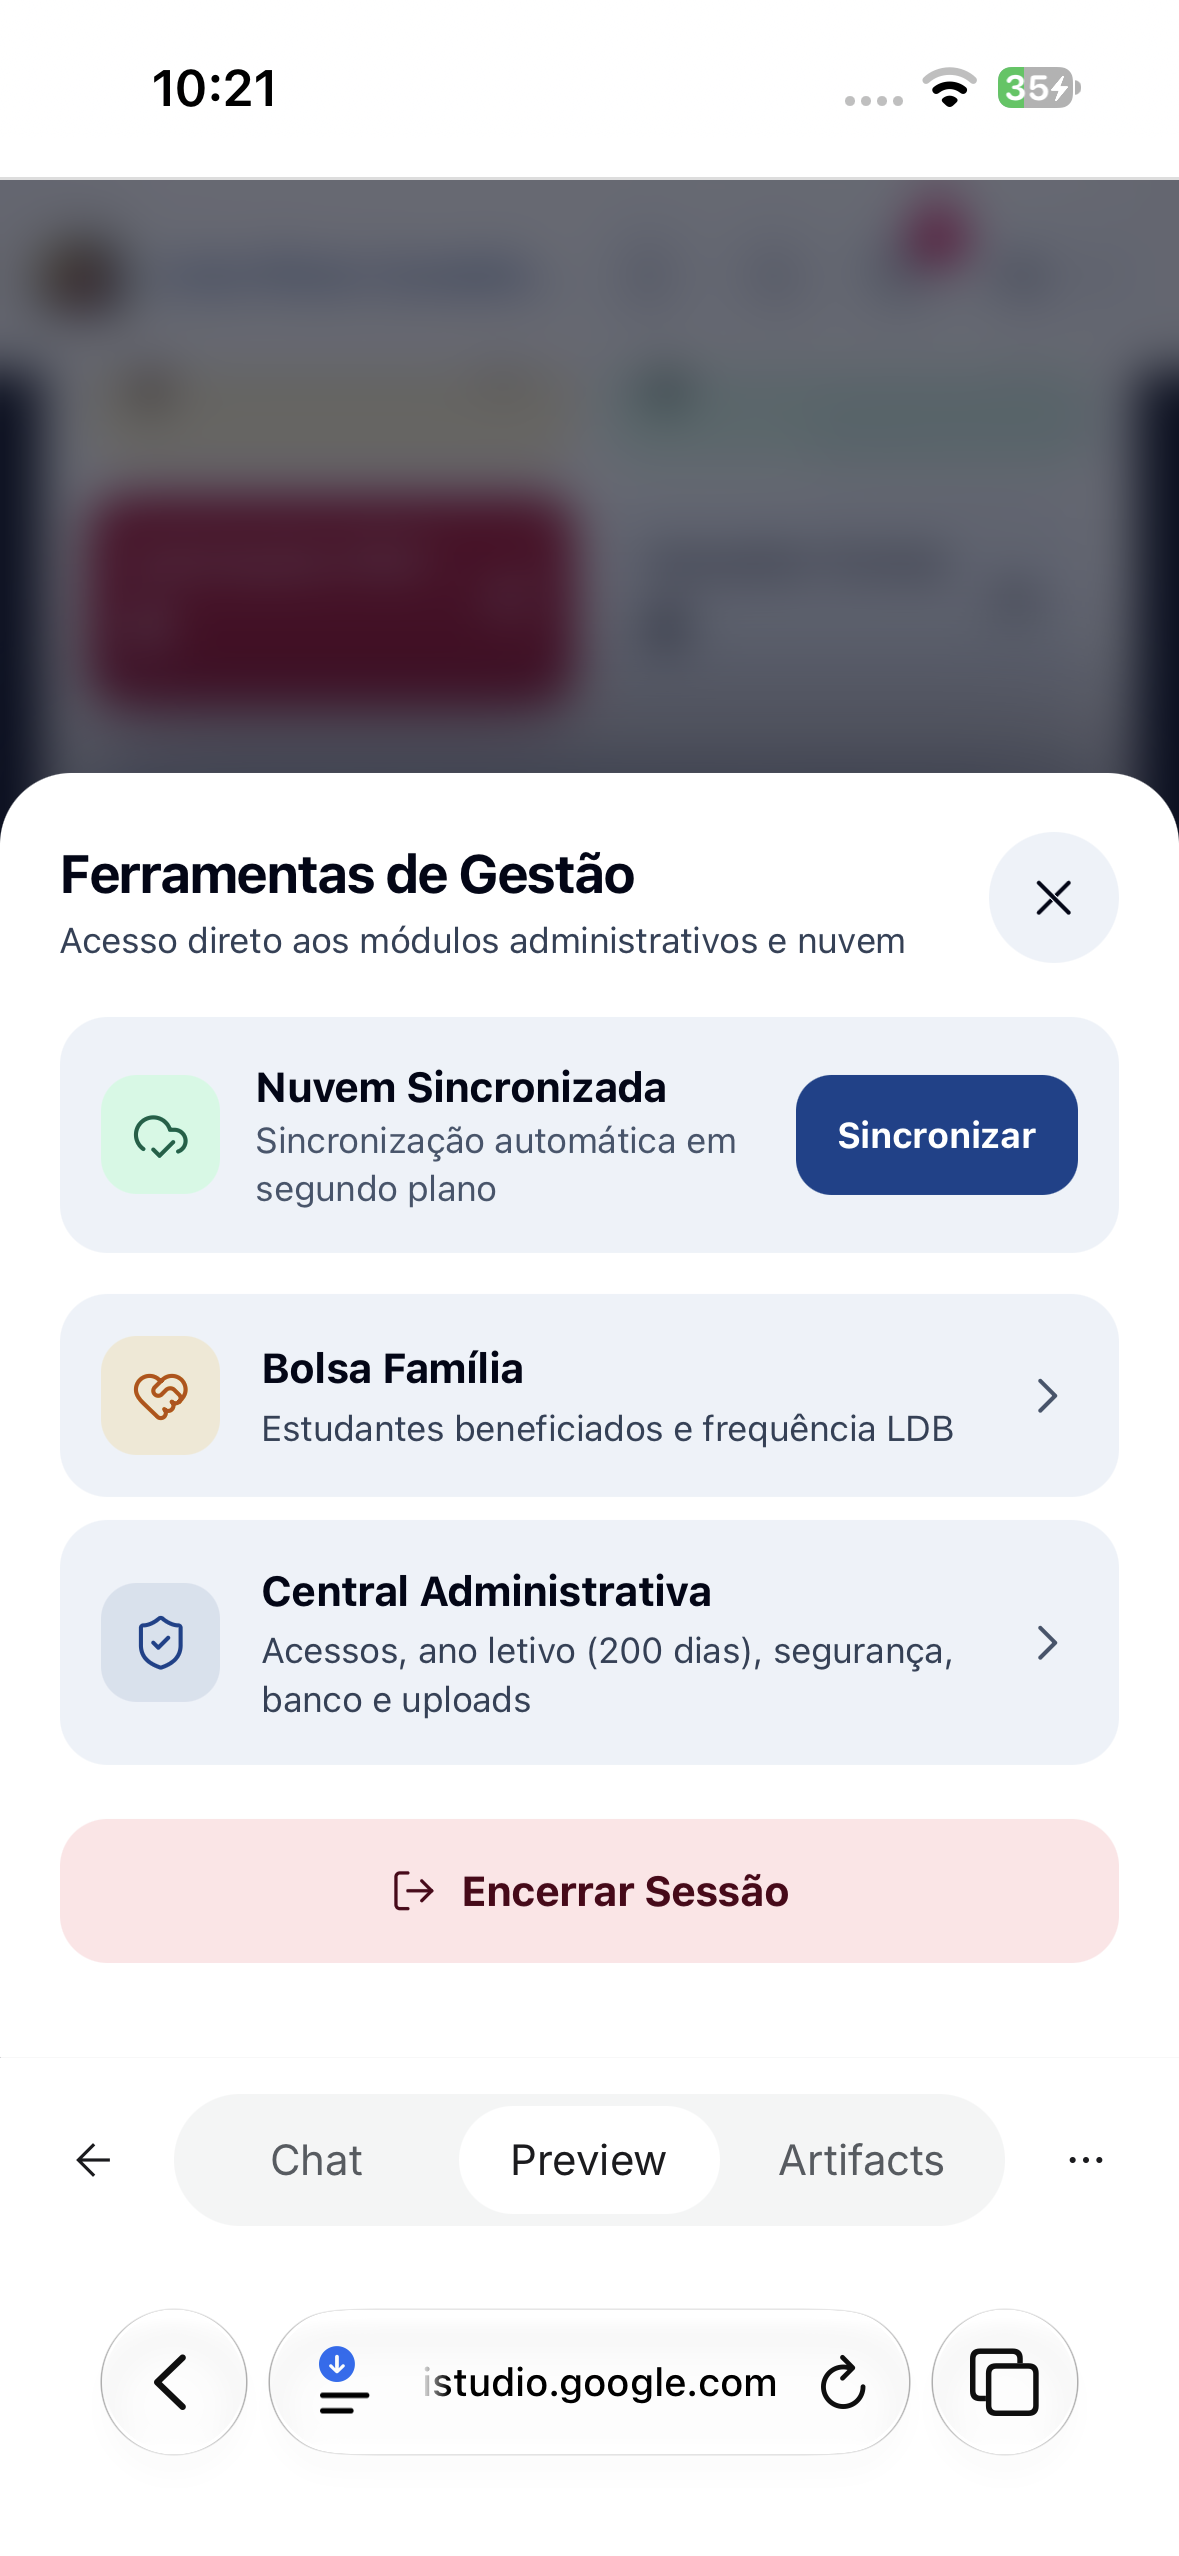 10:21
35
Ferramentas de Gestão
Acesso direto aos módulos administrativos e nuvem
Nuvem Sincronizada
Sincronização automática em
segundo plano
Sincronizar
Bolsa Família
Estudantes beneficiados e frequência LDB
Central Administrativa
Acessos, ano letivo (200 dias), segurança,
banco e uploads
Encerrar Sessão
Chat
Preview
Artifacts
istudio.google.com